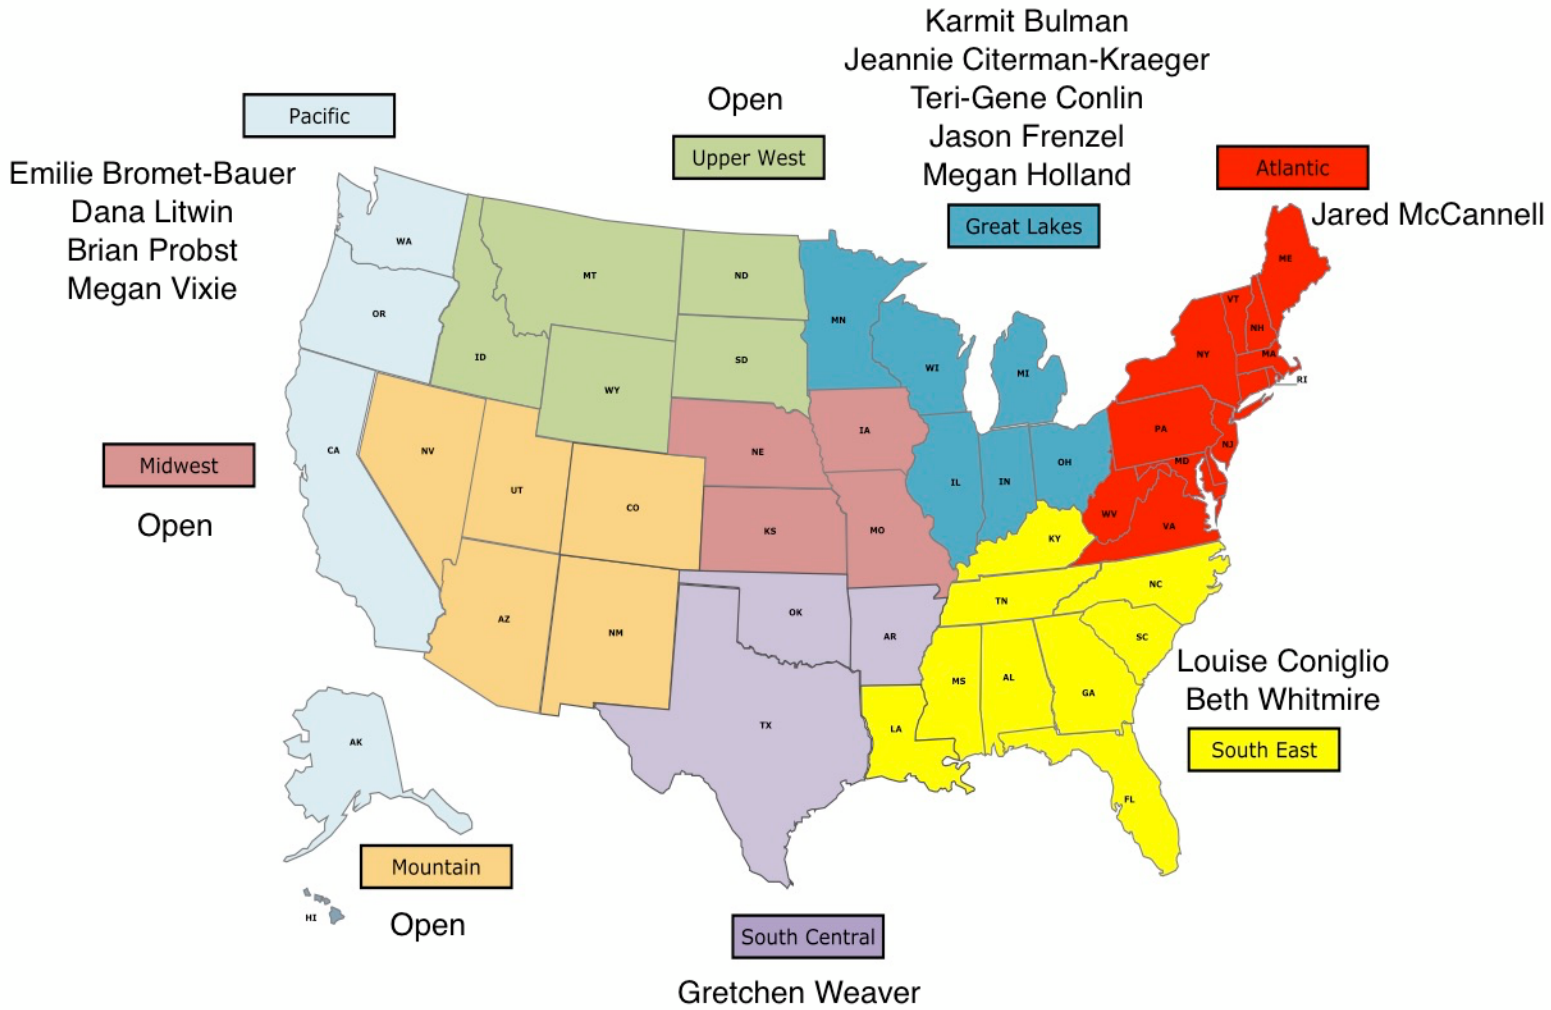 Karmit Bulman
Jeannie Citerman-Kraeger
Teri-Gene Conlin
Jason Frenzel
Megan Holland
Great Lakes
Open
Upper West
Pacific
Emilie Bromet-Bauer
Dana Litwin
Brian Probst
Megan Vixie
Atlantic
Jared McCannell
Midwest
Open
Louise Coniglio
Beth Whitmire
South East
Mountain
Open
South Central
Gretchen Weaver
WA
OR
CA
AK
HI
MT
ND
ID
WY
SD
NV
UT
CO
AZ
NM
NE
KS
IA
MO
OK
AR
TX
MN
WI
MI
IL
IN
OH
KY
TN
NC
SC
MS
AL
GA
LA
FL
ME
VT
NH
NY
MA
RI
PA
NJ
MD
WV
VA